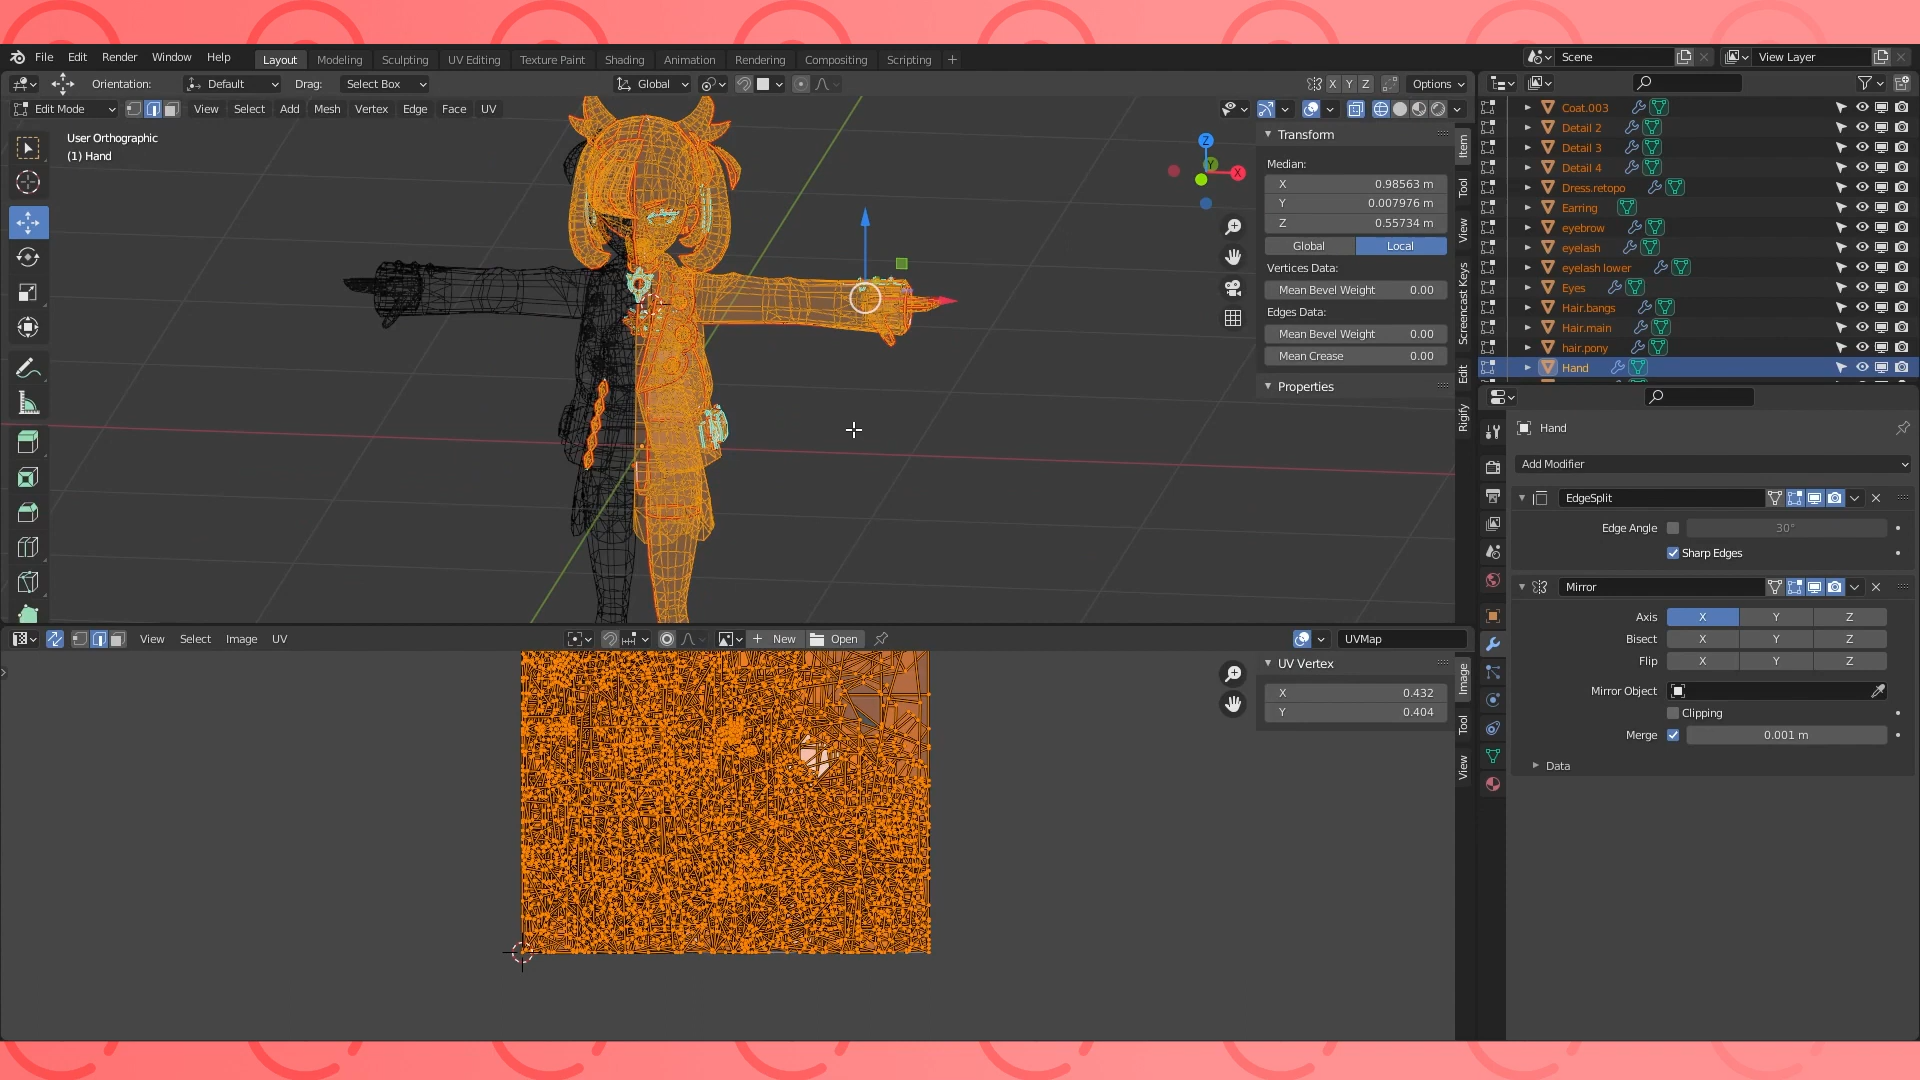 File Edit Render Window Help Layout Modeling Sculpting UV Editing Texture Paint Shading Animation Rendering Compositing Scripting + Scene View Layer
Orientation: Default Drag: Select Box Global X Y Z Options
Edit Mode View Select Add Mesh Vertex Edge Face UV
User Orthographic
(1) Hand
Z
Y
X
Transform
Median:
X 0.98563 m
Y 0.007976 m
Z 0.55734 m
Global Local
Vertices Data:
Mean Bevel Weight 0.00
Edges Data:
Mean Bevel Weight 0.00
Mean Crease 0.00
Properties
Item
Tool
View
Screencast Keys
Edit
Rigify
Coat.003
Detail 2
Detail 3
Detail 4
Dress.retopo
Earring
eyebrow
eyelash
eyelash lower
Eyes
Hair.bangs
Hair.main
hair.pony
Hand
Hand
Add Modifier
EdgeSplit
Edge Angle 30°
Sharp Edges
Mirror
Axis X Y Z
Bisect X Y Z
Flip X Y Z
Mirror Object
Clipping
Merge 0.001 m
Data
View Select Image UV New Open UVMap
UV Vertex
X 0.432
Y 0.404
Image
Tool
View